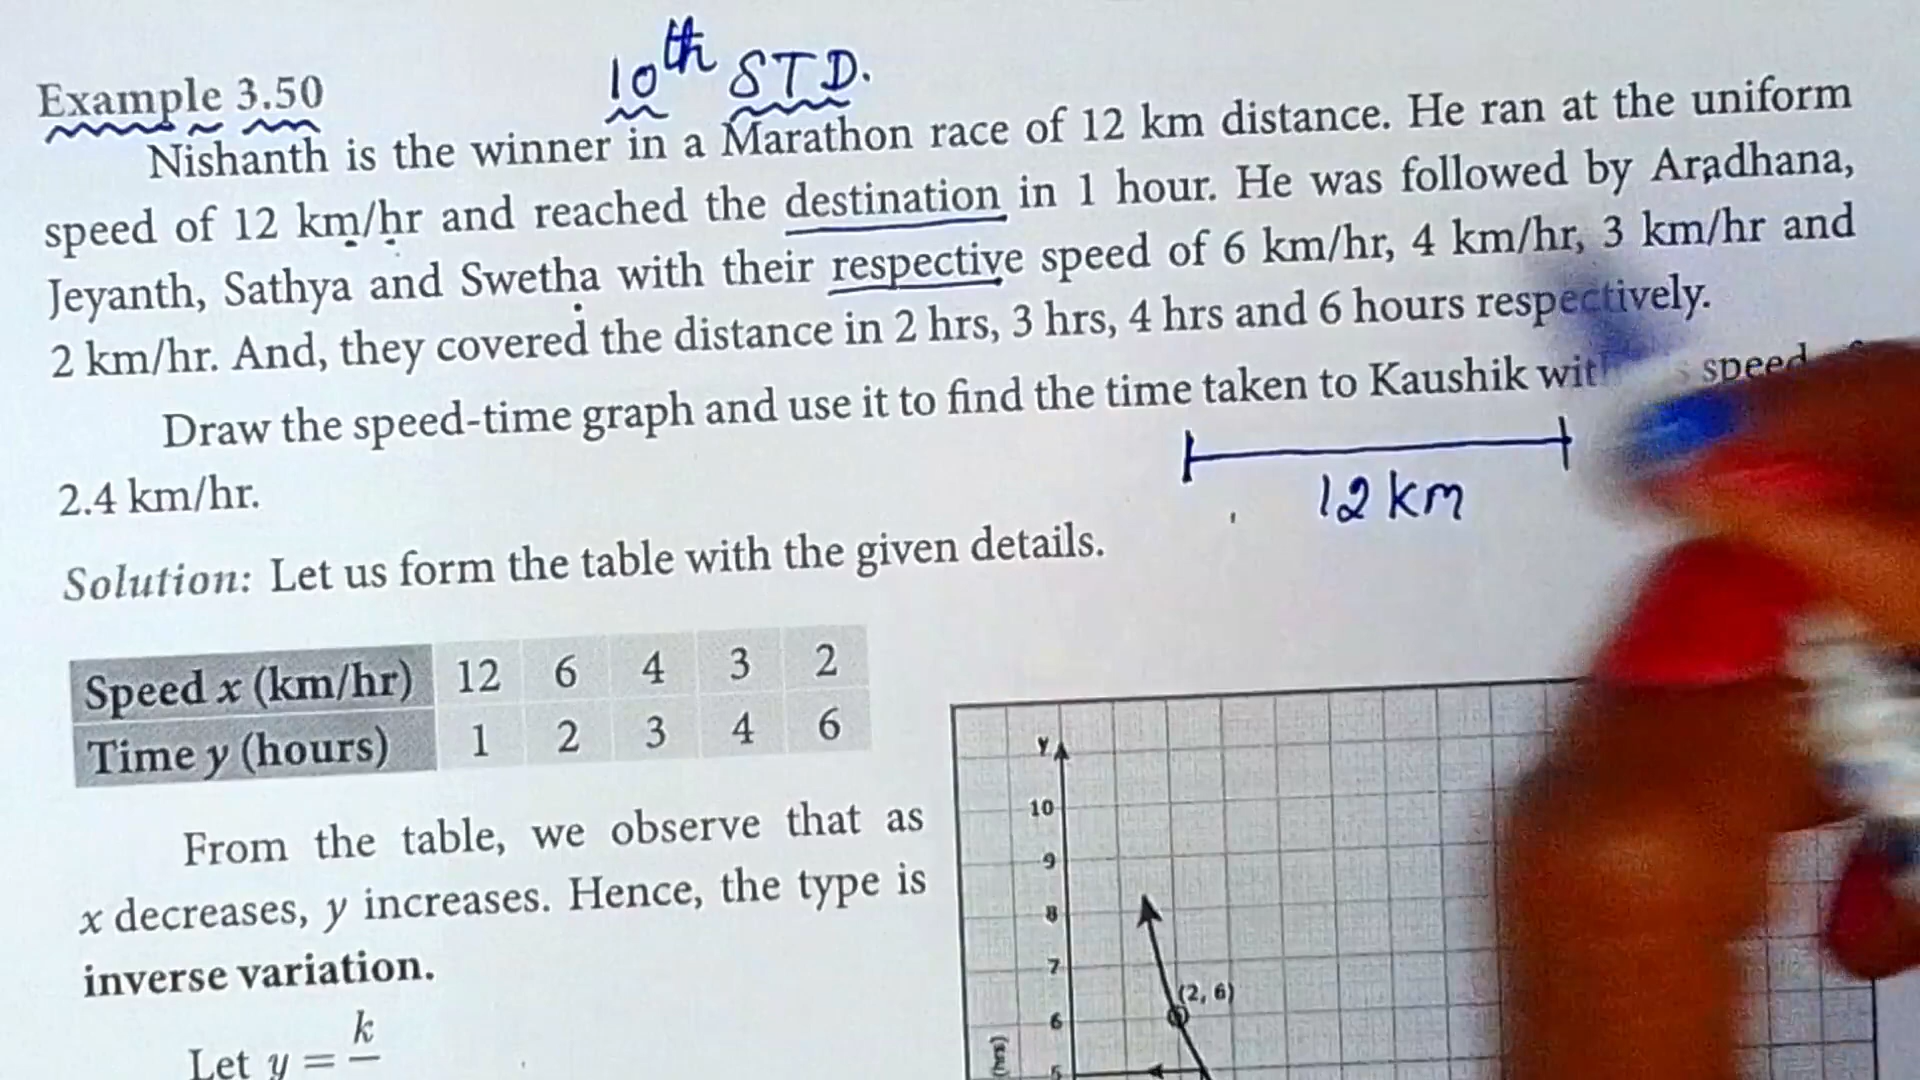 10th STD.
Example 3.50
Nishanth is the winner in a Marathon race of 12 km distance. He ran at the uniform
speed of 12 km/hr and reached the destination in 1 hour. He was followed by Aradhana,
Jeyanth, Sathya and Swetha with their respective speed of 6 km/hr, 4 km/hr, 3 km/hr and
2 km/hr. And, they covered the distance in 2 hrs, 3 hrs, 4 hrs and 6 hours respectively.
Draw the speed-time graph and use it to find the time taken to Kaushik speed
2.4 km/hr.
12 km
Solution: Let us form the table with the given details.
Speed x (km/hr) 12 6 4 3 2
Time y (hours) 1 2 3 4 6
From the table, we observe that as
x decreases, y increases. Hence, the type is
inverse variation.
Let y = k
Y
10
9
8
7
(2, 6)
6
5